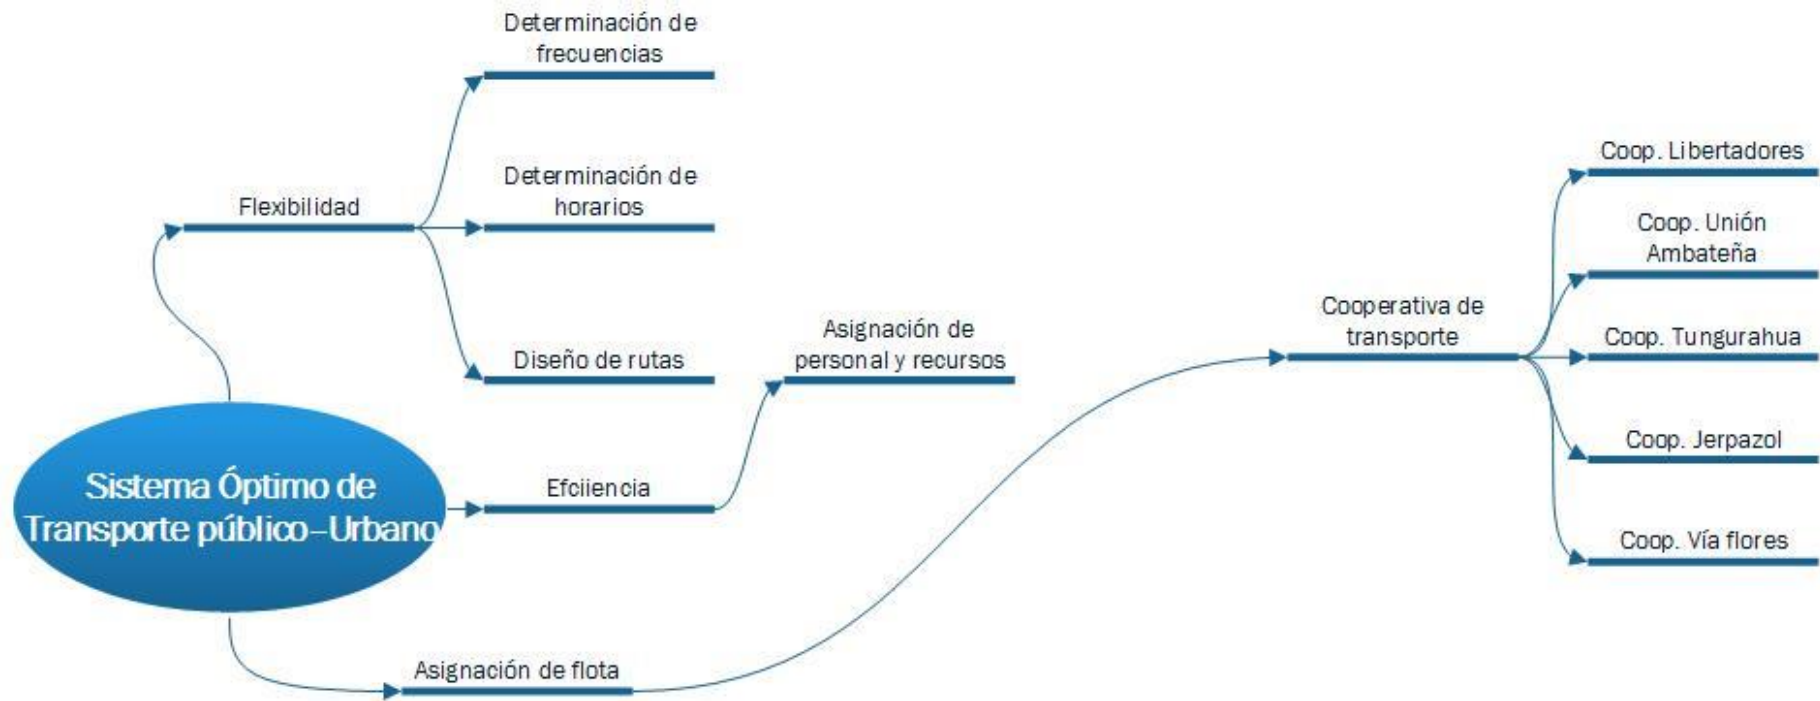 Determinación de
frecuencias
Determinación de
horarios
Flexibilidad
Diseño de rutas
Asignación de
personal y recursos
Efciiencia
Sistema Óptimo de
Transporte público–Urbano
Asignación de flota
Cooperativa de
transporte
Coop. Libertadores
Coop. Unión
Ambateña
Coop. Tungurahua
Coop. Jerpazol
Coop. Vía flores